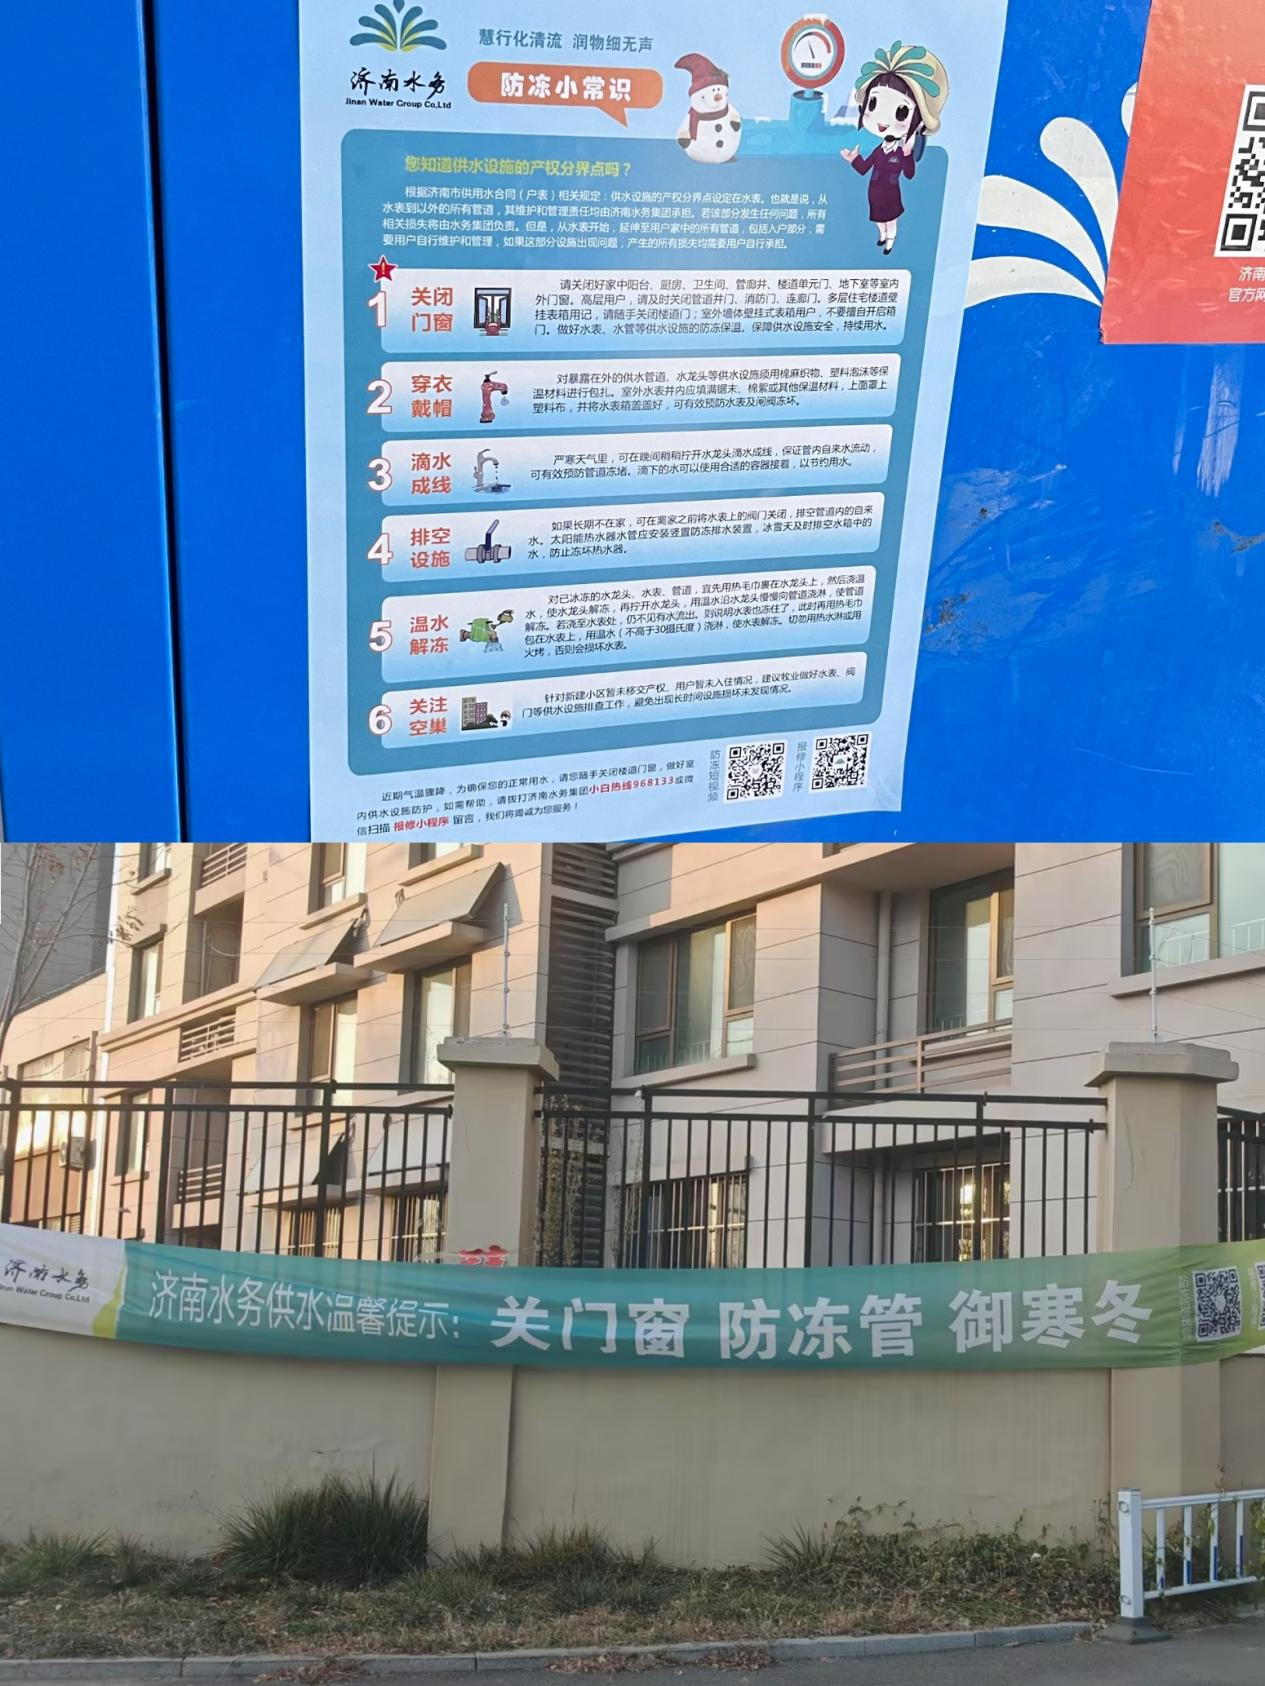 济南水务
Jinan Water Group Co,Ltd
慧行化清流 润物细无声
防冻小常识
您知道供水设施的产权分界点吗？
根据济南市供用水合同（户表）相关规定：供水设施的产权分界点设定在水表。也就是说，从
水表到以外的所有管道，其维护和管理责任均由济南水务集团承担。若该部分发生任何问题，所有
相关损失将由水务集团负责。但是，从水表开始，延伸至用户家中的所有管道，包括入户部分，需
要用户自行维护和管理，如果这部分设施出现问题，产生的所有损失均需要用户自行承担。
1
关闭
门窗
请关闭好家中阳台、厨房、卫生间、管廊井、楼道单元门、地下室等室内
外门窗。高层用户，请及时关闭管道井门、消防门、连廊门。多层住宅楼道壁
挂表箱用记，请随手关闭楼道门；室外墙体壁挂式表箱用户，不要擅自开启箱
门。做好水表、水管等供水设施的防冻保温。保障供水设施安全，持续用水。
2
穿衣
戴帽
对暴露在外的供水管道、水龙头等供水设施须用棉麻织物、塑料泡沫等保
温材料进行包扎。室外水表井内应填满锯末、棉絮或其他保温材料，上面罩上
塑料布，并将水表箱盖盖好，可有效预防水表及间阀冻坏。
3
滴水
成线
严寒天气里，可在晚间稍稍拧开水龙头滴水成线，保证管内自来水流动，
可有效预防管道冻堵。滴下的水可以使用合适的容器接着，以节约用水。
4
排空
设施
如果长期不在家，可在离家之前将水表上的阀门关闭，排空管道内的自来
水。太阳能热水器水管应安装竖置防冻排水装置，冰雪天及时排空水箱中的
水，防止冻坏热水器。
5
温水
解冻
对已冰冻的水龙头、水表、管道，宜先用热毛巾裹在水龙头上，然后浇温
水，使水龙头解冻，再拧开水龙头，用温水沿水龙头慢慢向管道浇淋，使管道
解冻。若浇至水表处，仍不见有水流出。则说明水表也冻住了，此时再用热毛巾
包在水表上，用温水（不高于30摄氏度）浇淋，使水表解冻。切勿用热水淋或用
火烤，否则会损坏水表。
6
关注
空巢
针对新建小区暂未移交产权、用户暂未入住情况，建议牧业做好水表、阀
门等供水设施排查工作，避免出现长时间设施损坏未发现情况。
近期气温骤降，为确保您的正常用水，请您随手关闭楼道门窗，做好室
内供水设施防护，如需帮助，请拨打济南水务集团小白热线968133或微
信扫描 报修小程序 留言，我们将竭诚为您服务！
防冻短视频
报修小程序
济南
官方网
济南水务
Jinan Water Group Co,Ltd
济南水务供水温馨提示：关门窗 防冻管 御寒冬